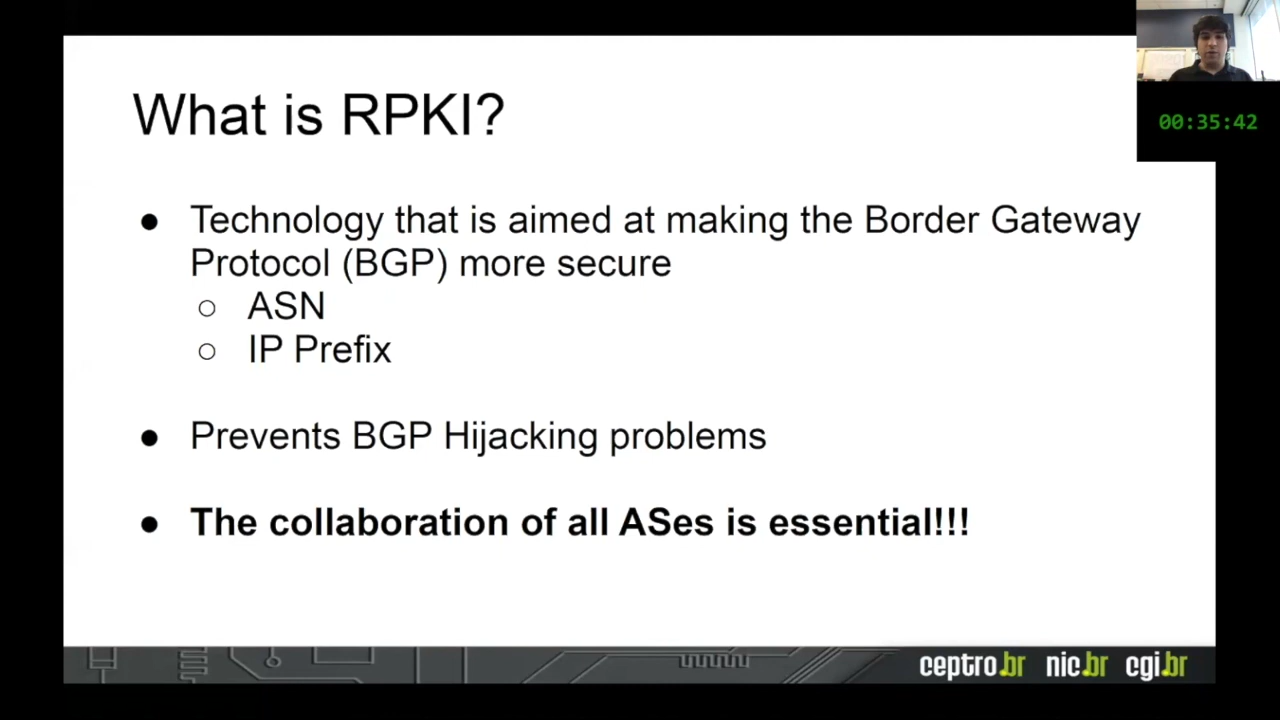 What is RPKI?
00:35:42
● Technology that is aimed at making the Border Gateway
Protocol (BGP) more secure
○ ASN
○ IP Prefix
● Prevents BGP Hijacking problems
● The collaboration of all ASes is essential!!!
ceptro.br nic.br cgi.br